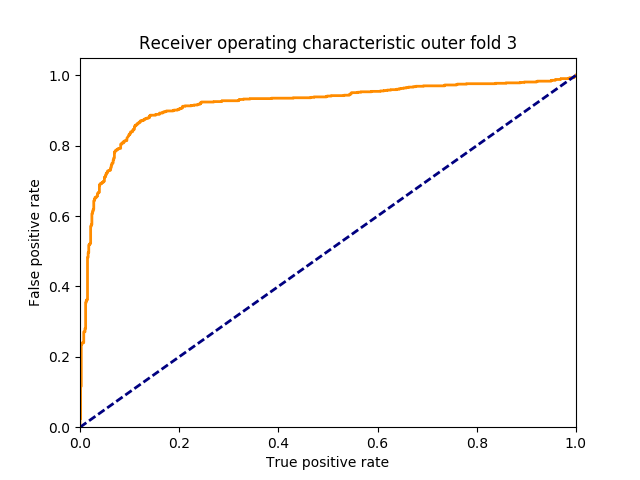 Receiver operating characteristic outer fold 3
1.0
0.8
0.6
0.4
0.2
0.0
False positive rate
0.0 0.2 0.4 0.6 0.8 1.0
True positive rate